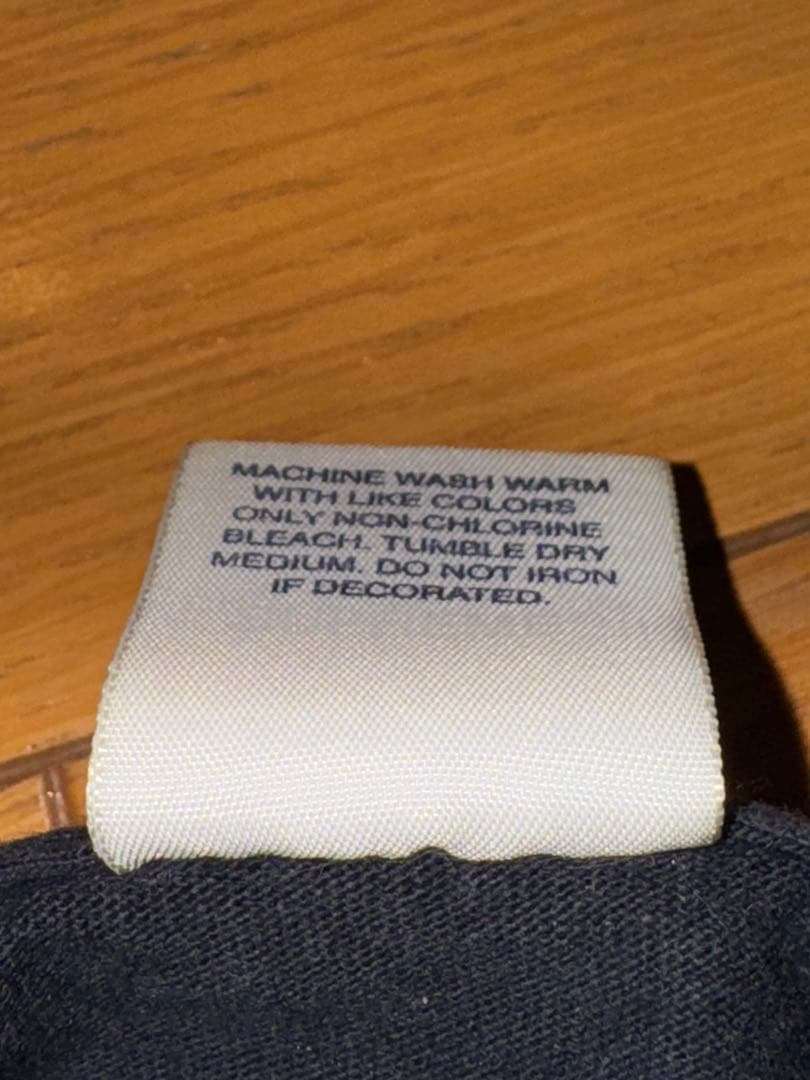 MACHINE WASH WARM
WITH LIKE COLORS
ONLY NON-CHLORINE
BLEACH. TUMBLE DRY
MEDIUM. DO NOT IRON
IF DECORATED.